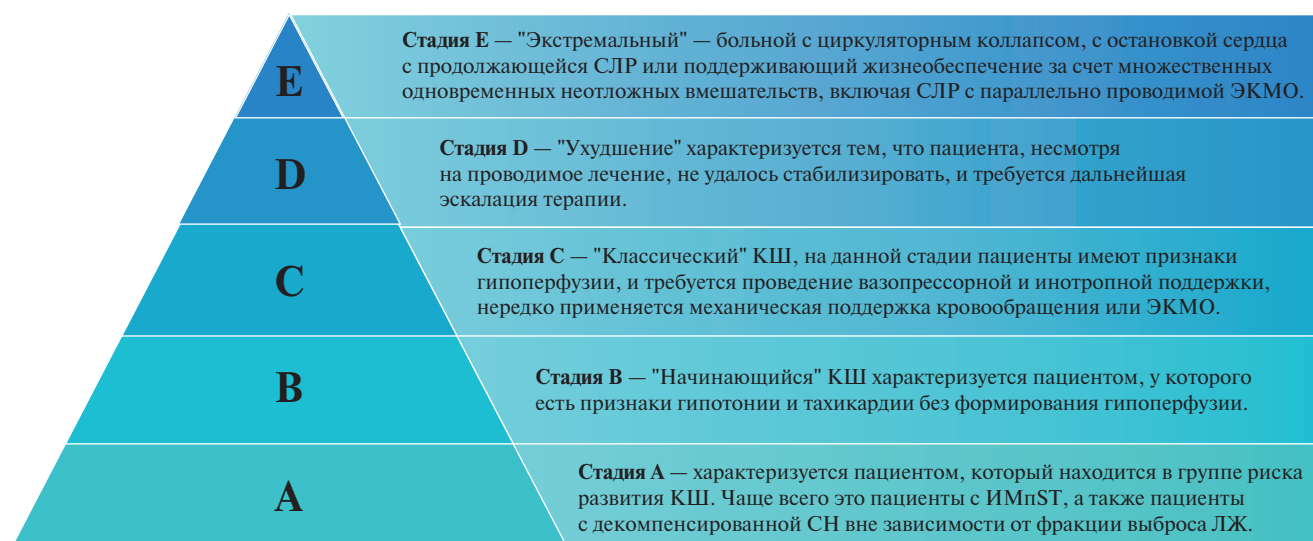 E
Стадия E — "Экстремальный" — больной с циркуляторным коллапсом, с остановкой сердца
с продолжающейся СЛР или поддерживающий жизнеобеспечение за счет множественных
одновременных неотложных вмешательств, включая СЛР с параллельно проводимой ЭКМО.
D
Стадия D — "Ухудшение" характеризуется тем, что пациента, несмотря
на проводимое лечение, не удалось стабилизировать, и требуется дальнейшая
эскалация терапии.
C
Стадия C — "Классический" КШ, на данной стадии пациенты имеют признаки
гипоперфузии, и требуется проведение вазопрессорной и инотропной поддержки,
нередко применяется механическая поддержка кровообращения или ЭКМО.
B
Стадия B — "Начинающийся" КШ характеризуется пациентом, у которого
есть признаки гипотонии и тахикардии без формирования гипоперфузии.
A
Стадия A — характеризуется пациентом, который находится в группе риска
развития КШ. Чаще всего это пациенты с ИМпST, а также пациенты
с декомпенсированной СН вне зависимости от фракции выброса ЛЖ.